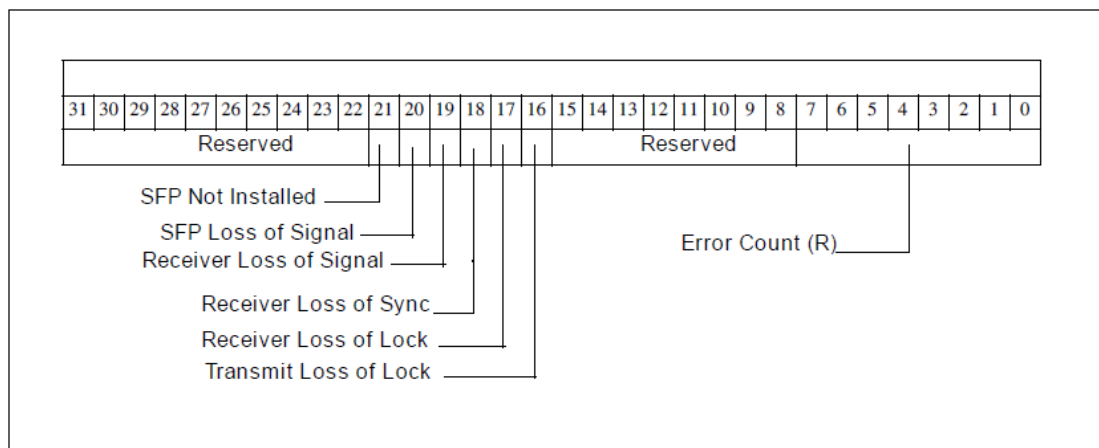 31 30 29 28 27 26 25 24 23 22 21 20 19 18 17 16 15 14 13 12 11 10 9 8 7 6 5 4 3 2 1 0
Reserved Reserved
SFP Not Installed
SFP Loss of Signal
Receiver Loss of Signal
Error Count (R)
Receiver Loss of Sync
Receiver Loss of Lock
Transmit Loss of Lock